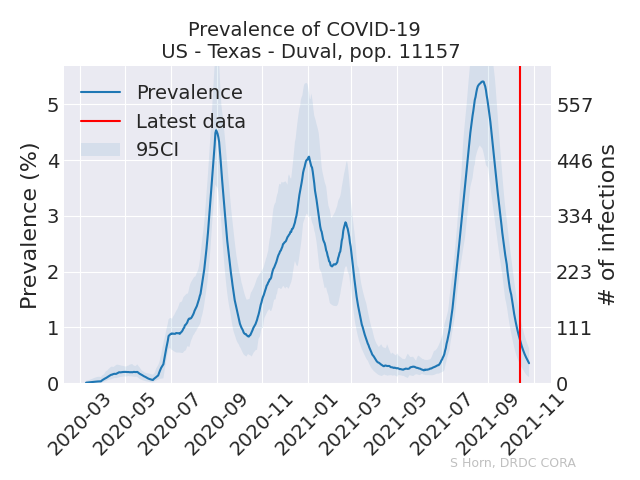 Prevalence of COVID-19
US - Texas - Duval, pop. 11157
Prevalence
Latest data
95CI
Prevalence (%)
5
4
3
2
1
0
557
446
334
223
111
0
# of infections
2020-03
2020-05
2020-07
2020-09
2020-11
2021-01
2021-03
2021-05
2021-07
2021-09
2021-11
S Horn, DRDC CORA